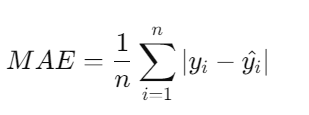 MAE = \frac{1}{n} \sum_{i=1}^{n} |y_i - \hat{y}_i|